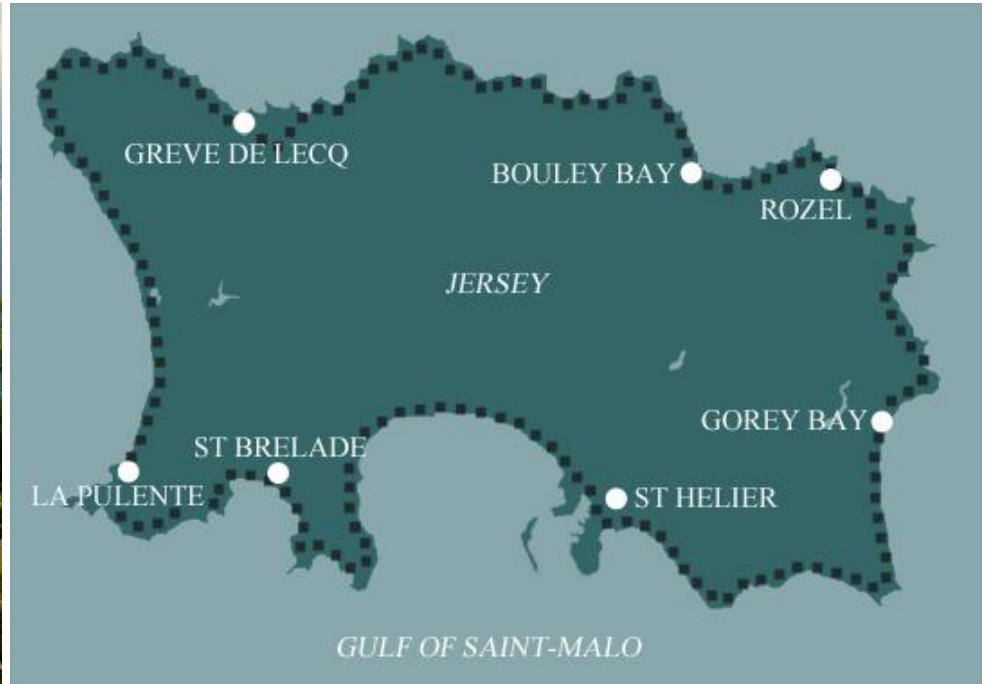 GREVE DE LECQ
BOULEY BAY
ROZEL
JERSEY
GOREY BAY
ST BRELADE
LA PULENTE
ST HELIER
GULF OF SAINT-MALO